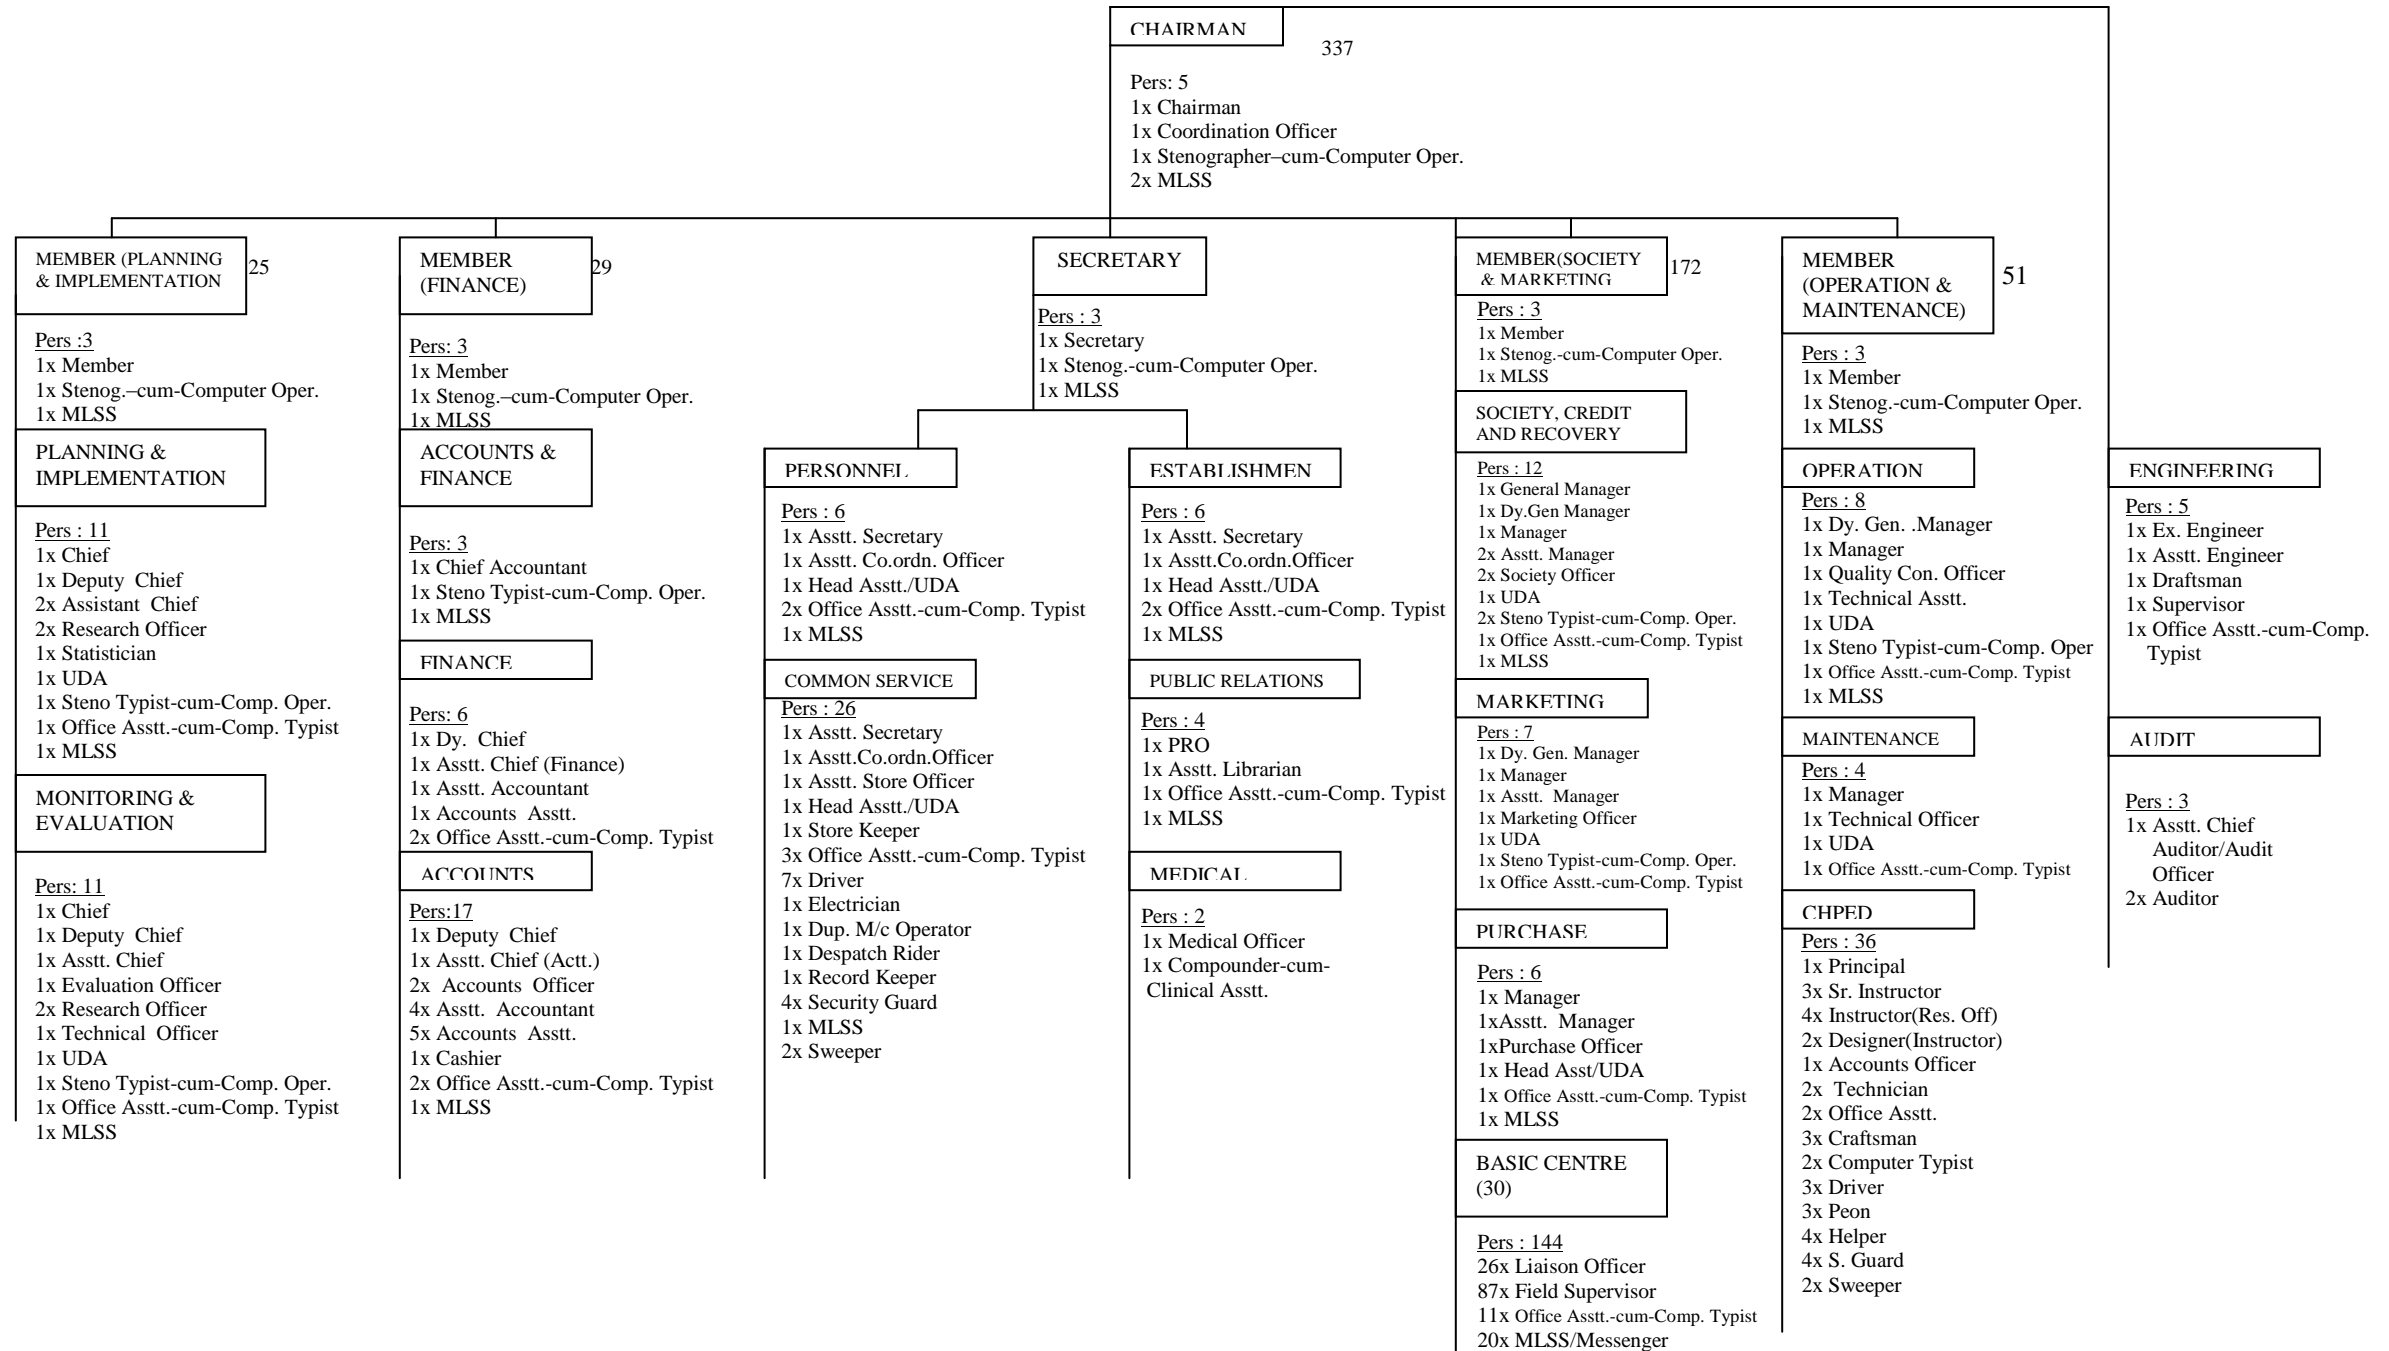 CHAIRMAN
337
Pers: 5
1x Chairman
1x Coordination Officer
1x Stenographer–cum-Computer Oper.
2x MLSS
MEMBER (PLANNING
& IMPLEMENTATION
25
Pers :3
1x Member
1x Stenog.–cum-Computer Oper.
1x MLSS
PLANNING &
IMPLEMENTATION
Pers : 11
1x Chief
1x Deputy Chief
2x Assistant Chief
2x Research Officer
1x Statistician
1x UDA
1x Steno Typist-cum-Comp. Oper.
1x Office Asstt.-cum-Comp. Typist
1x MLSS
MONITORING &
EVALUATION
Pers: 11
1x Chief
1x Deputy Chief
1x Asstt. Chief
1x Evaluation Officer
2x Research Officer
1x Technical Officer
1x UDA
1x Steno Typist-cum-Comp. Oper.
1x Office Asstt.-cum-Comp. Typist
1x MLSS
MEMBER
(FINANCE)
29
Pers: 3
1x Member
1x Stenog.–cum-Computer Oper.
1x MLSS
ACCOUNTS &
FINANCE
Pers: 3
1x Chief Accountant
1x Steno Typist-cum-Comp. Oper.
1x MLSS
FINANCE
Pers: 6
1x Dy. Chief
1x Asstt. Chief (Finance)
1x Asstt. Accountant
1x Accounts Asstt.
2x Office Asstt.-cum-Comp. Typist
ACCOUNTS
Pers:17
1x Deputy Chief
1x Asstt. Chief (Actt.)
2x Accounts Officer
4x Asstt. Accountant
5x Accounts Asstt.
1x Cashier
2x Office Asstt.-cum-Comp. Typist
1x MLSS
SECRETARY
Pers : 3
1x Secretary
1x Stenog.-cum-Computer Oper.
1x MLSS
PERSONNEL
Pers : 6
1x Asstt. Secretary
1x Asstt. Co.ordn. Officer
1x Head Asstt./UDA
2x Office Asstt.-cum-Comp. Typist
1x MLSS
COMMON SERVICE
Pers : 26
1x Asstt. Secretary
1x Asstt.Co.ordn.Officer
1x Asstt. Store Officer
1x Head Asstt./UDA
1x Store Keeper
3x Office Asstt.-cum-Comp. Typist
7x Driver
1x Electrician
1x Dup. M/c Operator
1x Despatch Rider
1x Record Keeper
4x Security Guard
1x MLSS
2x Sweeper
ESTABLISHMEN
Pers : 6
1x Asstt. Secretary
1x Asstt.Co.ordn.Officer
1x Head Asstt./UDA
2x Office Asstt.-cum-Comp. Typist
1x MLSS
PUBLIC RELATIONS
Pers : 4
1x PRO
1x Asstt. Librarian
1x Office Asstt.-cum-Comp. Typist
1x MLSS
MEDICAL
Pers : 2
1x Medical Officer
1x Compounder-cum-
Clinical Asstt.
MEMBER(SOCIETY
& MARKETING
172
Pers : 3
1x Member
1x Stenog.-cum-Computer Oper.
1x MLSS
SOCIETY, CREDIT
AND RECOVERY
Pers : 12
1x General Manager
1x Dy.Gen Manager
1x Manager
2x Asstt. Manager
2x Society Officer
1x UDA
2x Steno Typist-cum-Comp. Oper.
1x Office Asstt.-cum-Comp. Typist
1x MLSS
MARKETING
Pers : 7
1x Dy. Gen. Manager
1x Manager
1x Asstt. Manager
1x Marketing Officer
1x UDA
1x Steno Typist-cum-Comp. Oper.
1x Office Asstt.-cum-Comp. Typist
PURCHASE
Pers : 6
1x Manager
1xAsstt. Manager
1xPurchase Officer
1x Head Asst/UDA
1x Office Asstt.-cum-Comp. Typist
1x MLSS
BASIC CENTRE
(30)
Pers : 144
26x Liaison Officer
87x Field Supervisor
11x Office Asstt.-cum-Comp. Typist
20x MLSS/Messenger
MEMBER
(OPERATION &
MAINTENANCE)
51
Pers : 3
1x Member
1x Stenog.-cum-Computer Oper.
1x MLSS
OPERATION
Pers : 8
1x Dy. Gen. .Manager
1x Manager
1x Quality Con. Officer
1x Technical Asstt.
1x UDA
1x Steno Typist-cum-Comp. Oper
1x Office Asstt.-cum-Comp. Typist
1x MLSS
MAINTENANCE
Pers : 4
1x Manager
1x Technical Officer
1x UDA
1x Office Asstt.-cum-Comp. Typist
CHPED
Pers : 36
1x Principal
3x Sr. Instructor
4x Instructor(Res. Off)
2x Designer(Instructor)
1x Accounts Officer
2x Technician
2x Office Asstt.
3x Craftsman
2x Computer Typist
3x Driver
3x Peon
4x Helper
4x S. Guard
2x Sweeper
ENGINEERING
Pers : 5
1x Ex. Engineer
1x Asstt. Engineer
1x Draftsman
1x Supervisor
1x Office Asstt.-cum-Comp.
Typist
AUDIT
Pers : 3
1x Asstt. Chief
Auditor/Audit
Officer
2x Auditor